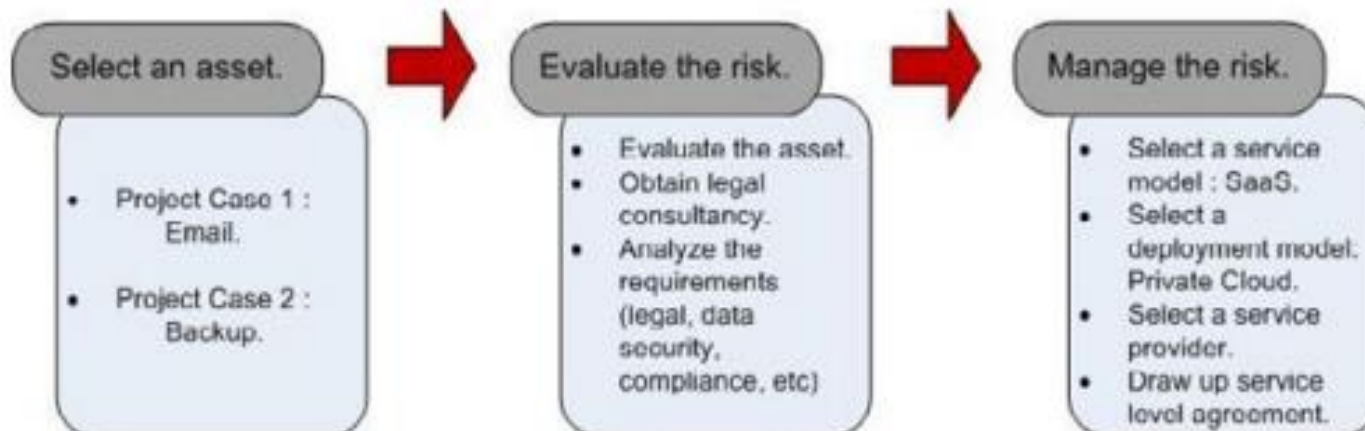 Select an asset.
Project Case 1 :
Email.
Project Case 2 :
Backup.
Evaluate the risk.
Evaluate the asset.
Obtain legal
consultancy.
Analyze the
requirements
(legal, data
security,
compliance, etc)
Manage the risk.
Select a service
model : SaaS.
Select a
deployment model.
Private Cloud.
Select a service
provider.
Draw up service
level agreement.